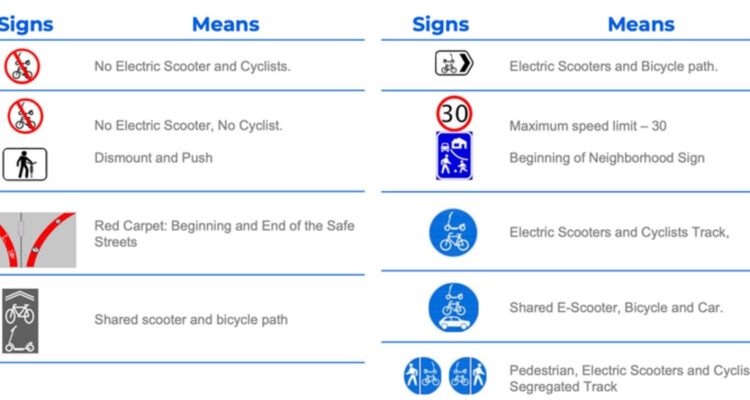 Signs
Means
No Electric Scooter and Cyclists.
No Electric Scooter, No Cyclist.
Dismount and Push
Red Carpet: Beginning and End of the Safe
Streets
Shared scooter and bicycle path
Signs
Means
Electric Scooters and Bicycle path.
30
Maximum speed limit – 30
Beginning of Neighborhood Sign
Electric Scooters and Cyclists Track,
Shared E-Scooter, Bicycle and Car.
Pedestrian, Electric Scooters and Cyclis
Segregated Track